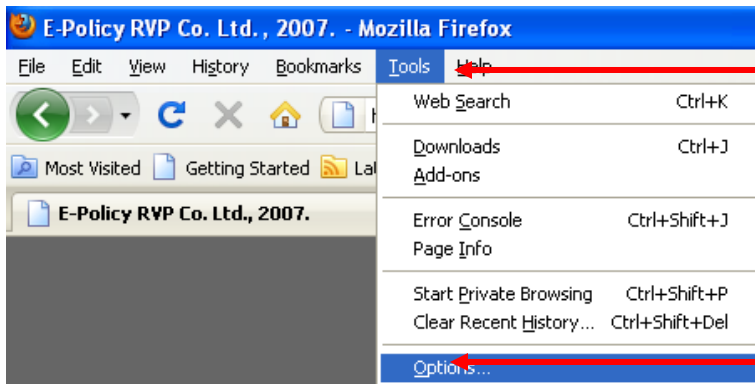 E-Policy RVP Co. Ltd., 2007. - Mozilla Firefox
File Edit View History Bookmarks Tools Help
Most Visited Getting Started
E-Policy RVP Co. Ltd., 2007.
Web Search Ctrl+K
Downloads Ctrl+J
Add-ons
Error Console Ctrl+Shift+J
Page Info
Start Private Browsing Ctrl+Shift+P
Clear Recent History... Ctrl+Shift+Del
Options...